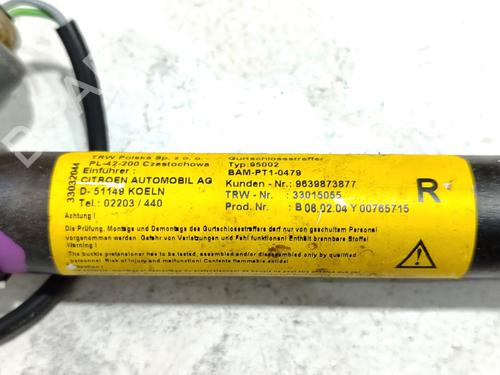 33032044
TRW Polska Sp. z o. o.
PL-42-200 Czestochowa
Einführer :
CITROEN AUTOMOBIL AG
D- 51149 KOELN
Tel.: 02203 / 440
Gurtschlossstraffer
Typ:95002
BAM-PT1-0479
Kunden - Nr.: 9639873877
TRW - Nr.: 33015055
Prod. Nr.: B 06.02.04 Y 00765715
R
Achtung !
Die Prüfung, Montage und Demontage des Gurtschlossstraffers darf nur von geschultem Personal
vorgenommen werden. Gefahr von Verletzungen und Fehl funktionen! Enthält brennbare Stoffe!
Warning !
The buckle pretensioner has to be tested, assembled and/or disassembled only by qualified
personnel. Risk of injury and malfunction! Contents flammable solids!